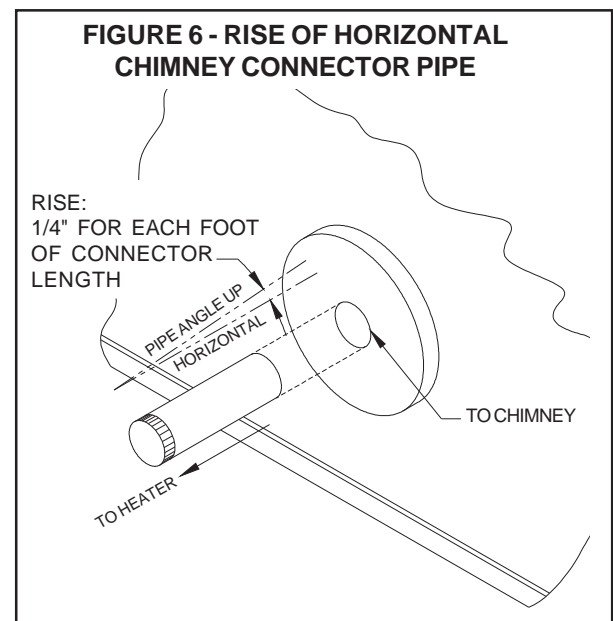 FIGURE 6 - RISE OF HORIZONTAL
CHIMNEY CONNECTOR PIPE
RISE:
1/4" FOR EACH FOOT
OF CONNECTOR
LENGTH
PIPE ANGLE UP
HORIZONTAL
TO CHIMNEY
TO HEATER